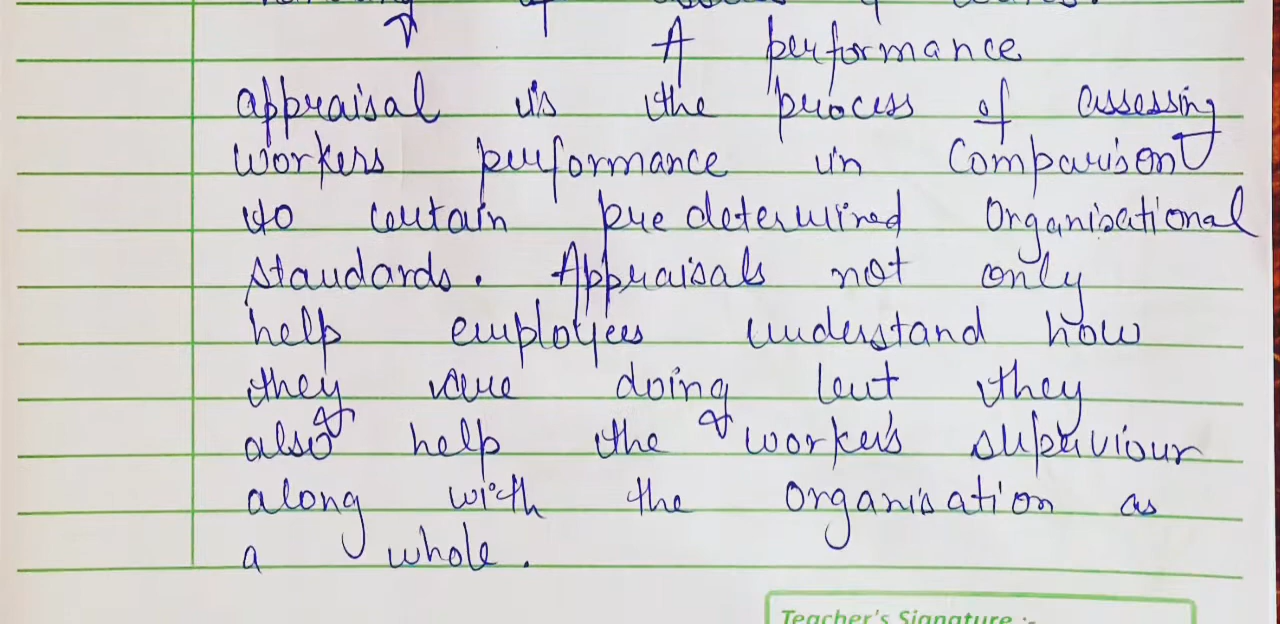 A performance
appraisal is the process of assessing
workers performance in comparison
to certain predetermined organisational
standards. Appraisals not only
help employees understand how
they are doing but they
also help the worker's superviour
along with the organisation as
a whole.
Teacher's Signature :-